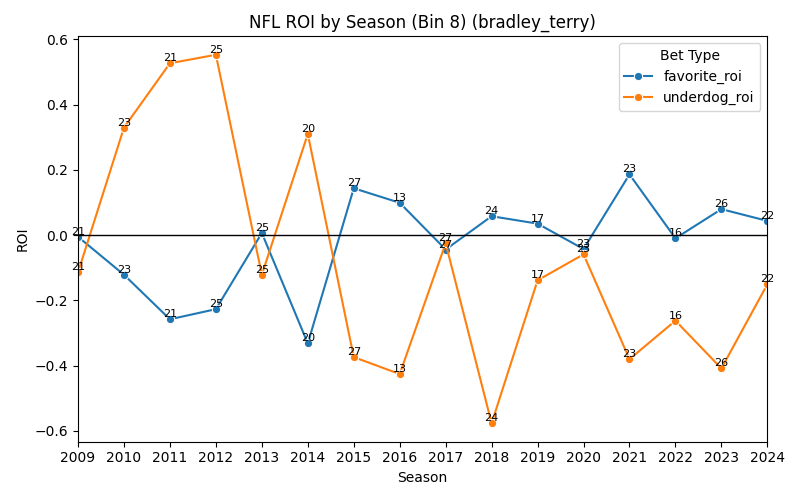 NFL ROI by Season (Bin 8) (bradley_terry)
Bet Type
favorite_roi
underdog_roi
ROI
0.6
0.4
0.2
0.0
−0.2
−0.4
−0.6
21 23 21 25 25 20 27 13 27 24 17 23 23 16 26 22
21 23 21 25 25 20 27 13 27 24 17 23 23 16 26 22
2009 2010 2011 2012 2013 2014 2015 2016 2017 2018 2019 2020 2021 2022 2023 2024
Season